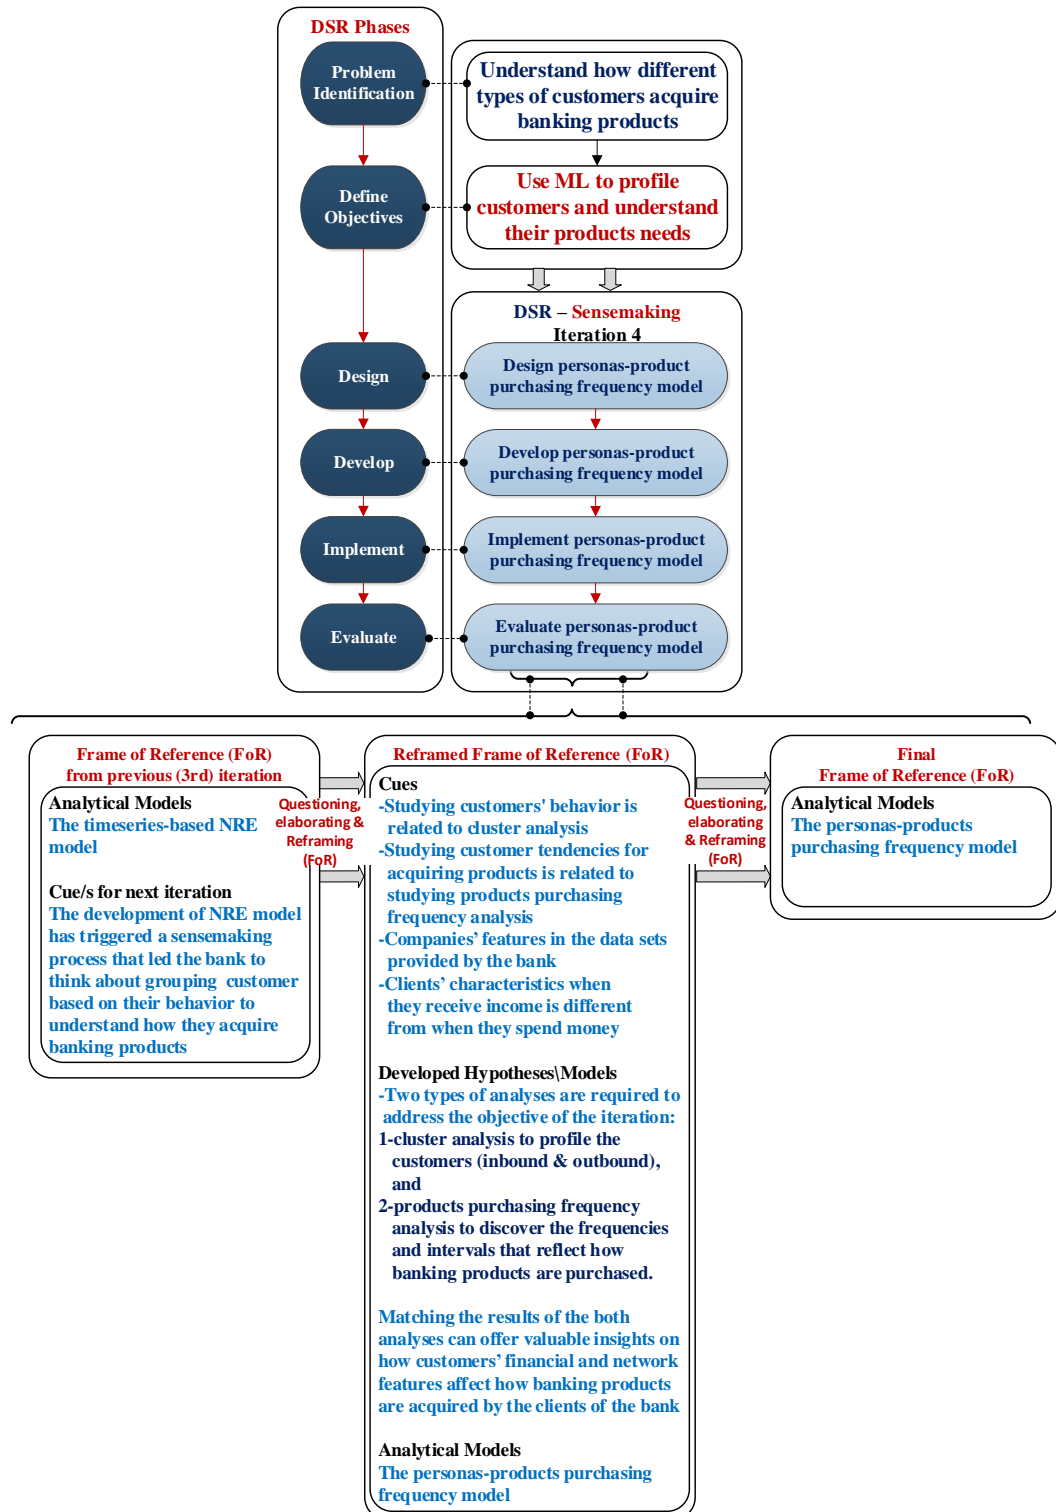 DSR Phases
Problem
Identification
Define
Objectives
Design
Develop
Implement
Evaluate
Understand how different
types of customers acquire
banking products
Use ML to profile
customers and understand
their products needs
DSR – Sensemaking
Iteration 4
Design personas-product
purchasing frequency model
Develop personas-product
purchasing frequency model
Implement personas-product
purchasing frequency model
Evaluate personas-product
purchasing frequency model
Frame of Reference (FoR)
from previous (3rd) iteration
Analytical Models
The timeseries-based NRE
model
Cue/s for next iteration
The development of NRE model
has triggered a sensemaking
process that led the bank to
think about grouping customer
based on their behavior to
understand how they acquire
banking products
Questioning,
elaborating &
Reframing
(FoR)
Reframed Frame of Reference (FoR)
Cues
-Studying customers' behavior is
related to cluster analysis
-Studying customer tendencies for
acquiring products is related to
studying products purchasing
frequency analysis
-Companies’ features in the data sets
provided by the bank
-Clients’ characteristics when
they receive income is different
from when they spend money
Developed Hypotheses\Models
-Two types of analyses are required to
address the objective of the iteration:
1-cluster analysis to profile the
customers (inbound & outbound),
and
2-products purchasing frequency
analysis to discover the frequencies
and intervals that reflect how
banking products are purchased.
Matching the results of the both
analyses can offer valuable insights on
how customers’ financial and network
features affect how banking products
are acquired by the clients of the bank
Analytical Models
The personas-products purchasing
frequency model
Questioning,
elaborating
& Reframing
(FoR)
Final
Frame of Reference (FoR)
Analytical Models
The personas-products
purchasing frequency model